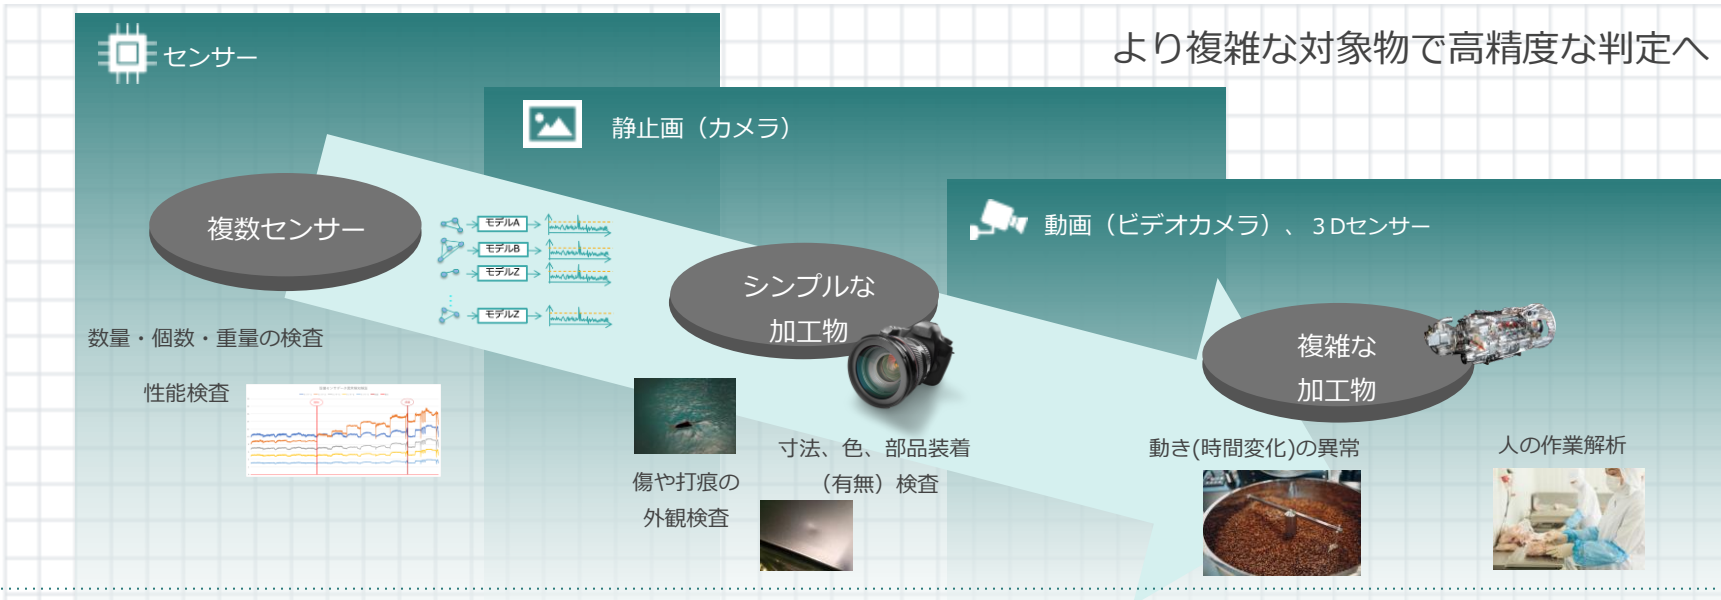 より複雑な対象物で高精度な判定へ
センサー
静止画（カメラ）
動画（ビデオカメラ）、３Dセンサー
複数センサー
モデルA
モデルB
モデルZ
モデルZ
シンプルな
加工物
複雑な
加工物
数量・個数・重量の検査
性能検査
傷や打痕の
外観検査
寸法、色、部品装着
（有無）検査
動き(時間変化)の異常
人の作業解析